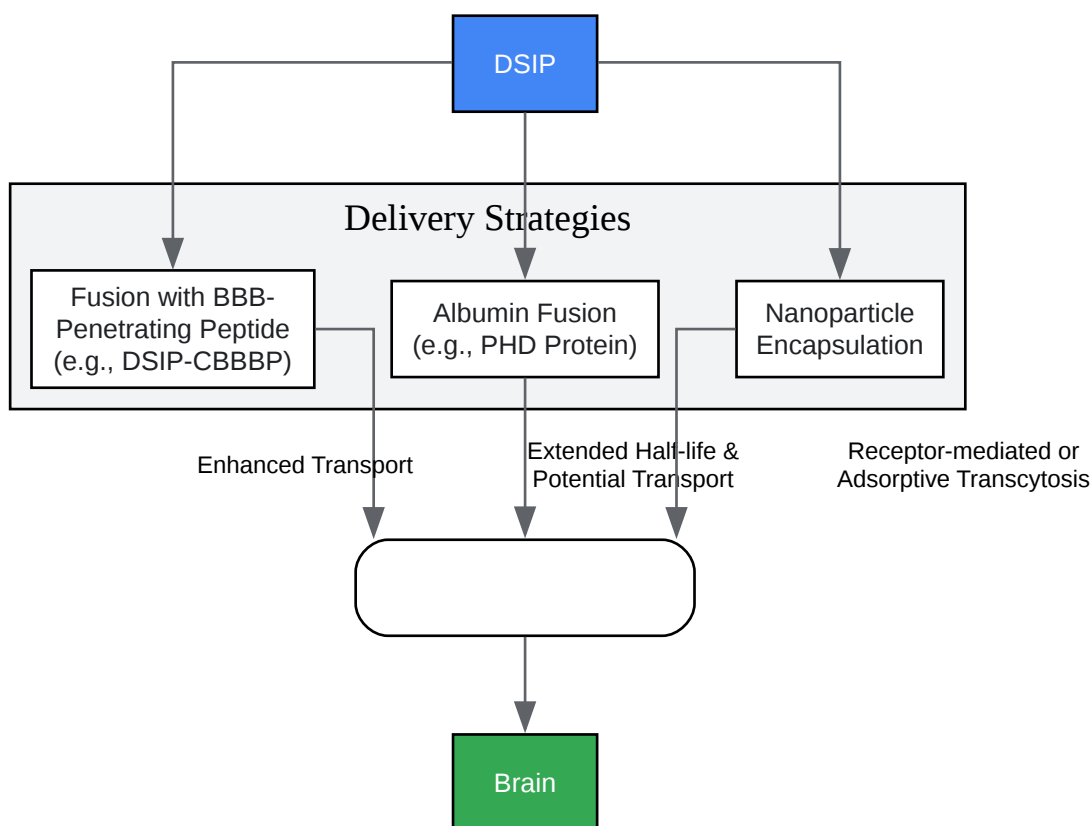 DSIP
Delivery Strategies
Fusion with BBB-
Penetrating Peptide
(e.g., DSIP-CBBBP)
Albumin Fusion
(e.g., PHD Protein)
Nanoparticle
Encapsulation
Enhanced Transport
Extended Half-life &
Potential Transport
Receptor-mediated or
Adsorptive Transcytosis
Brain